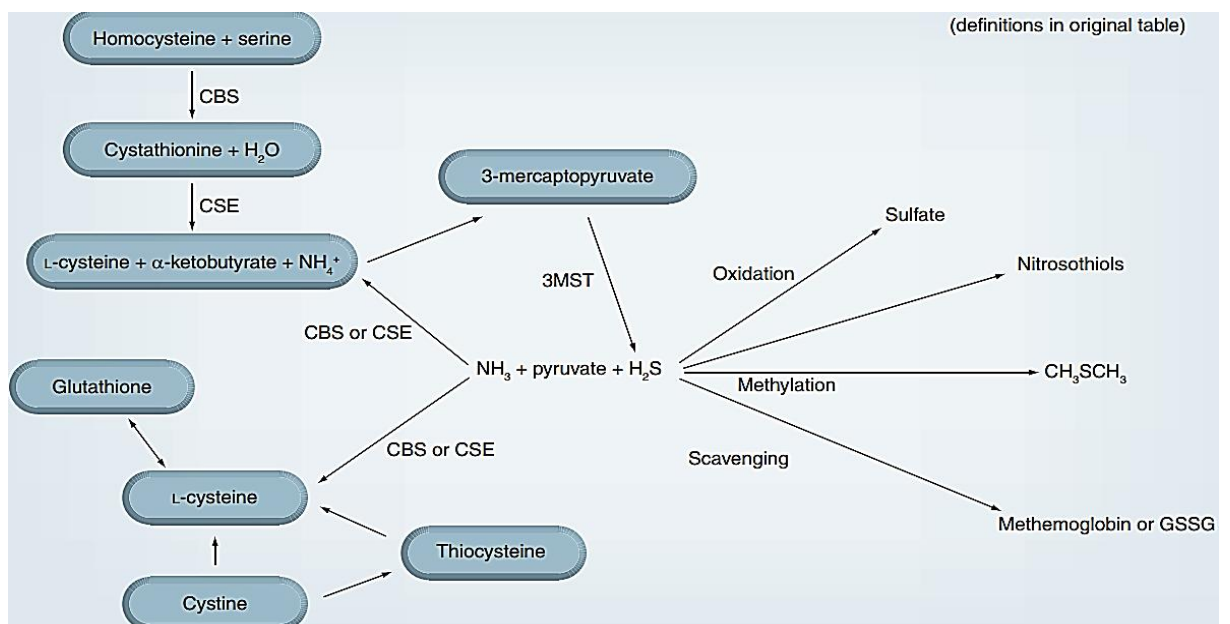 Homocysteine + serine
(definitions in original table)
CBS
Cystathionine + H₂O
3-mercaptopyruvate
CSE
Sulfate
L-cysteine + α-ketobutyrate + NH₄⁺
Oxidation
Nitrosothiols
3MST
CBS or CSE
NH₃ + pyruvate + H₂S
CH₃SCH₃
Glutathione
Methylation
CBS or CSE
Scavenging
L-cysteine
Methemoglobin or GSSG
Thiocysteine
Cystine